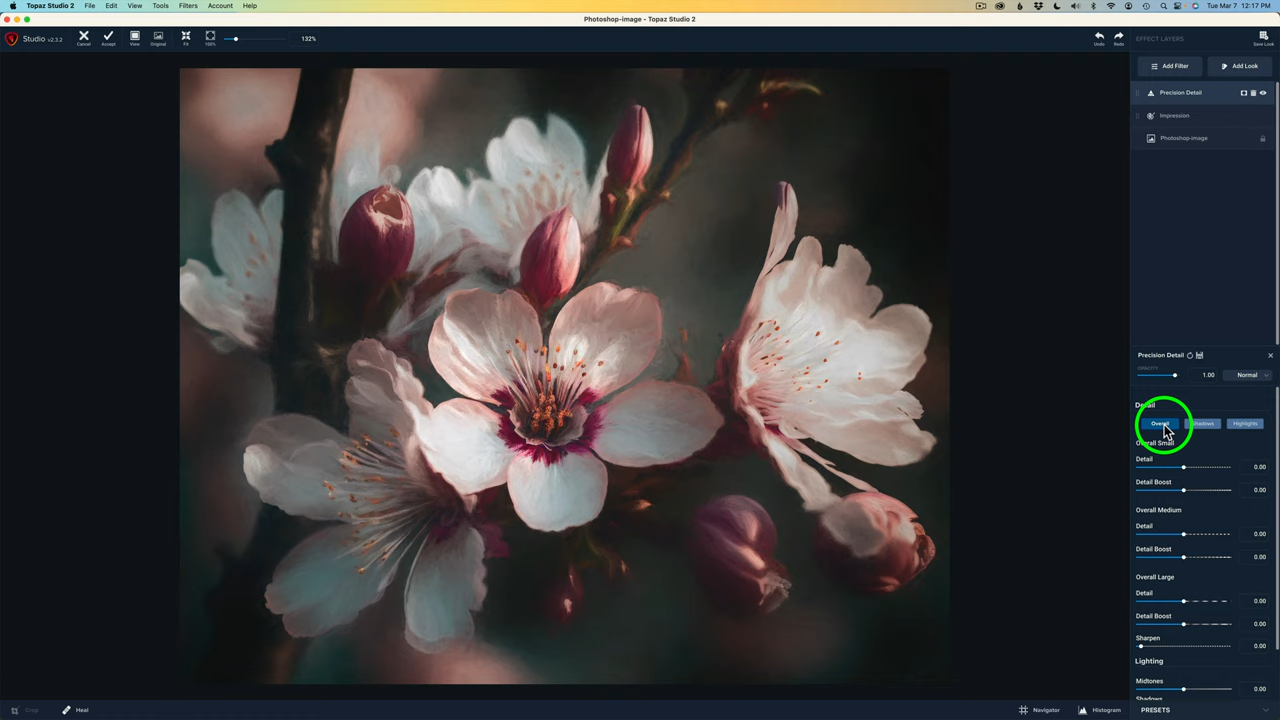 Topaz Studio 2 File Edit View Tools Filters Account Help Tue Mar 7 12:17 PM
Photoshop-image - Topaz Studio 2
Studio v2.3.2 Cancel Accept View Original Fit 100% 132% Undo Redo EFFECT LAYERS Save Look
Add Filter Add Look
Precision Detail
Impression
Photoshop-image
Precision Detail
OPACITY 1.00 Normal
Detail
Overall Shadows Highlights
Overall Small
Detail 0.00
Detail Boost 0.00
Overall Medium
Detail 0.00
Detail Boost 0.00
Overall Large
Detail 0.00
Detail Boost 0.00
Sharpen 0.00
Lighting
Midtones 0.00
Shadows
Crop Heal Navigator Histogram PRESETS